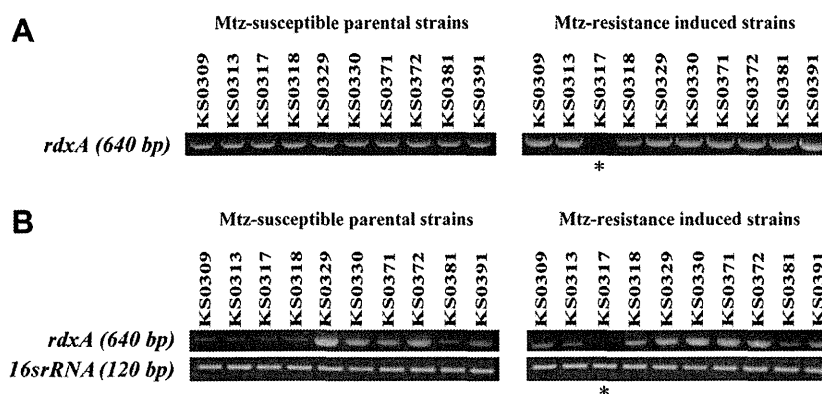 A
Mtz-susceptible parental strains
Mtz-resistance induced strains
KS0309
KS0313
KS0317
KS0318
KS0329
KS0330
KS0371
KS0372
KS0381
KS0391
KS0309
KS0313
KS0317
KS0318
KS0329
KS0330
KS0371
KS0372
KS0381
KS0391
rdxA (640 bp)
*
B
Mtz-susceptible parental strains
Mtz-resistance induced strains
KS0309
KS0313
KS0317
KS0318
KS0329
KS0330
KS0371
KS0372
KS0381
KS0391
KS0309
KS0313
KS0317
KS0318
KS0329
KS0330
KS0371
KS0372
KS0381
KS0391
rdxA (640 bp)
16srRNA (120 bp)
*